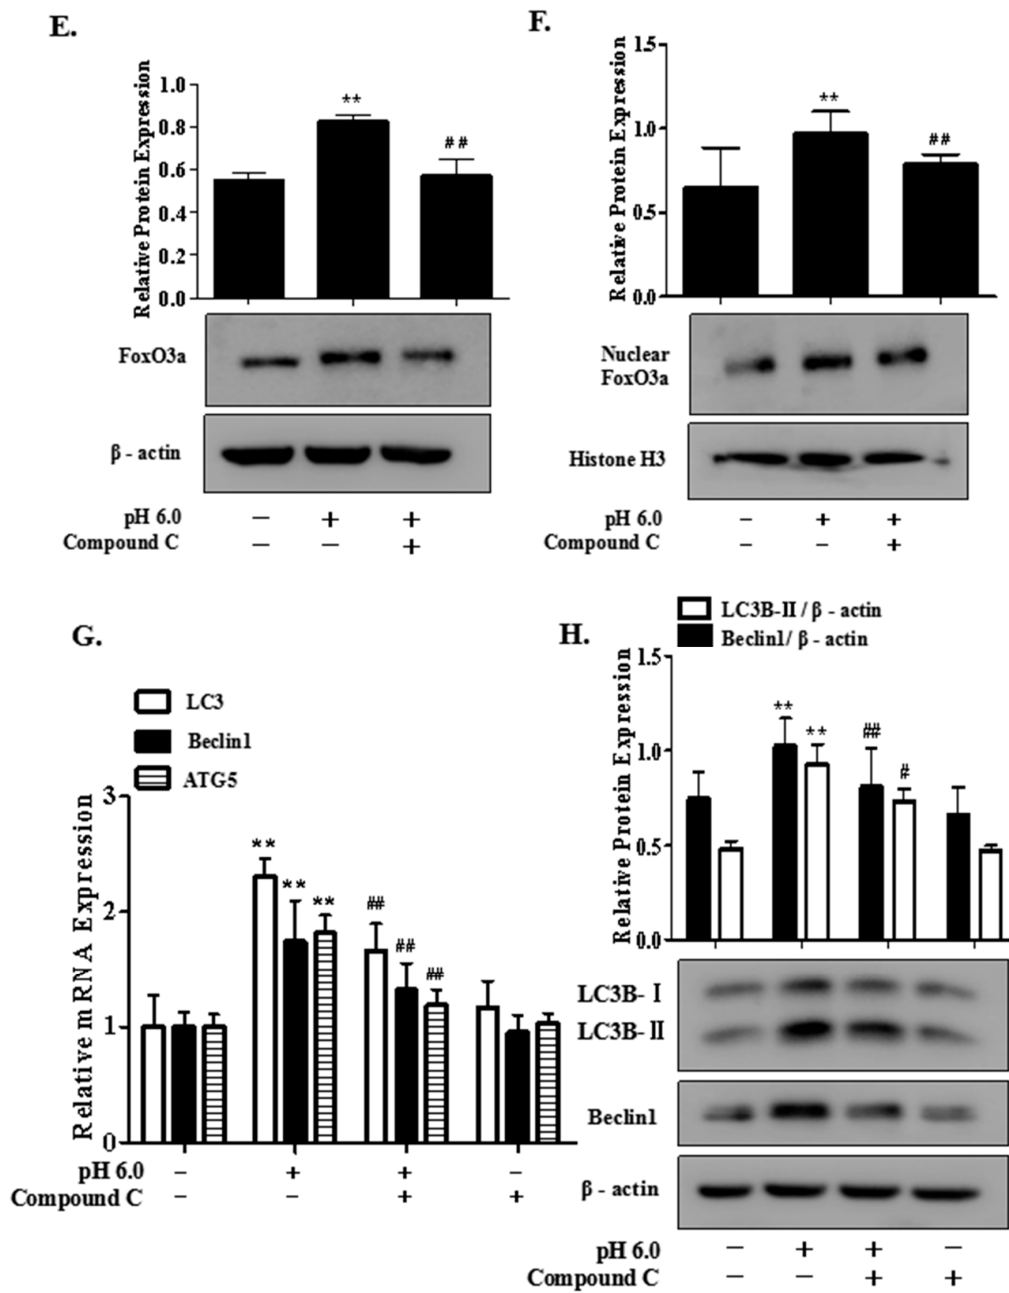 E.
Relative Protein Expression
1.0
0.8
0.6
0.4
0.2
0.0
**
##
FoxO3a
β - actin
pH 6.0 − + +
Compound C − − +
F.
Relative Protein Expression
1.5
1.0
0.5
0.0
**
##
Nuclear
FoxO3a
Histone H3
pH 6.0 − + +
Compound C − − +
G.
LC3
Beclin1
ATG5
Relative mRNA Expression
3
2
1
0
** ** **
## ## ##
pH 6.0 − + + −
Compound C − − + +
H.
LC3B-II / β - actin
Beclin1/ β - actin
Relative Protein Expression
1.5
1.0
0.5
0.0
** **
## #
LC3B- Ⅰ
LC3B- Ⅱ
Beclin1
β - actin
pH 6.0 − + + −
Compound C − − + +